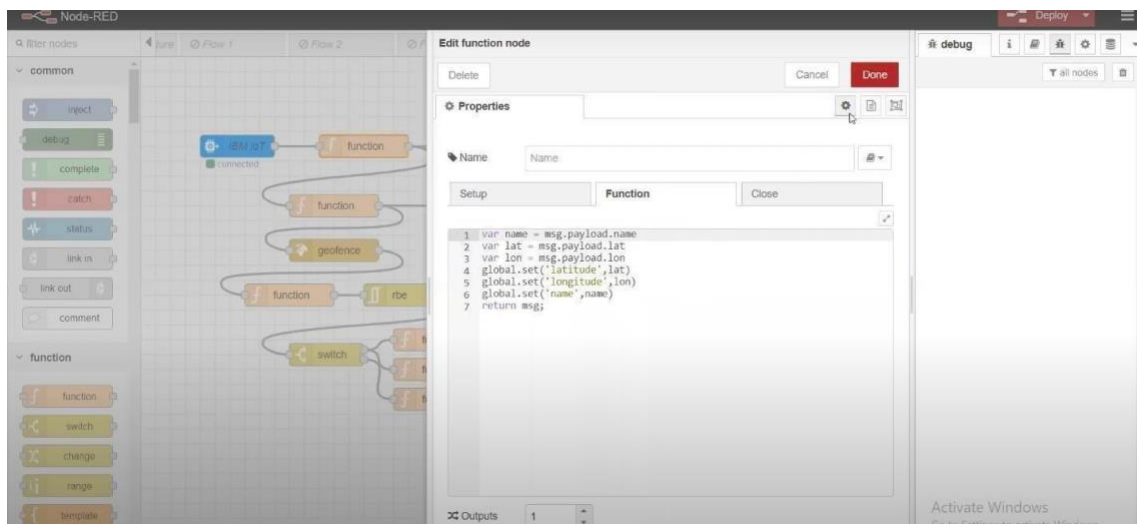 Node-RED
Deploy
filter nodes
Flow 1
Flow 2
Edit function node
debug
i
common
Delete
Cancel
Done
all nodes
inject
Properties
debug
IBM IoT
function
complete
connected
Name
Name
catch
function
Setup
Function
Close
status
1 var name = msg.payload.name
link in
geofence
2 var lat = msg.payload.lat
3 var lon = msg.payload.lon
4 global.set('latitude',lat)
link out
function
rbe
5 global.set('longitude',lon)
6 global.set('name',name)
comment
7 return msg;
function
switch
function
switch
change
range
Activate Windows
template
Outputs
1